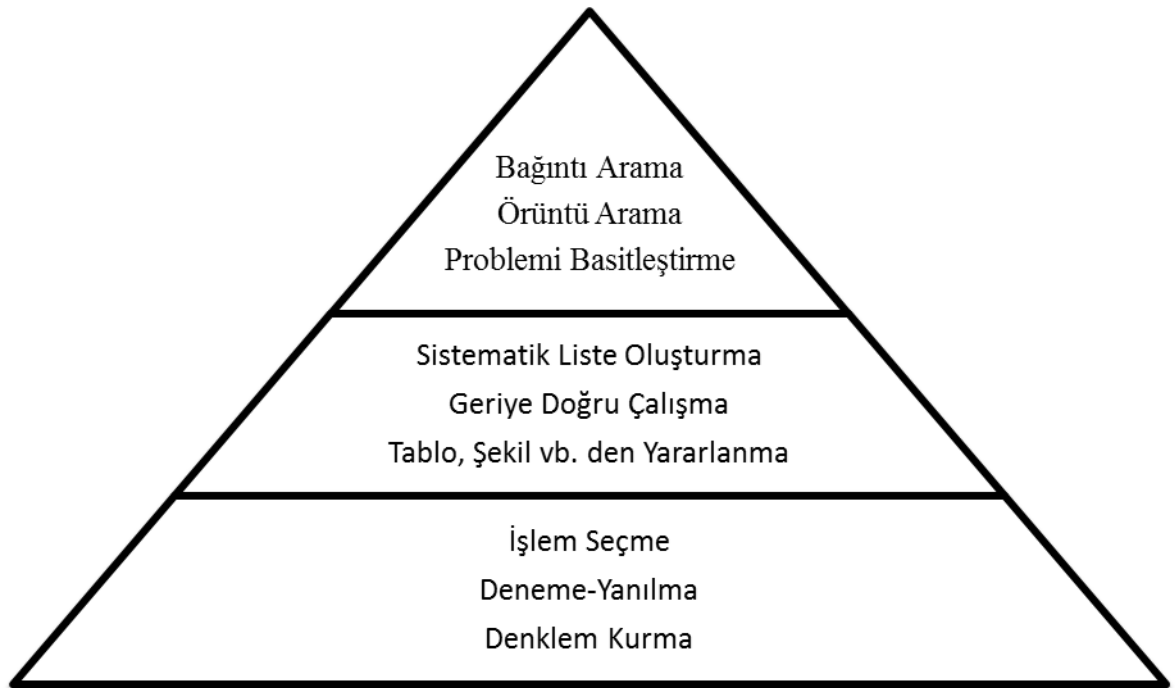 Bağıntı Arama
Örüntü Arama
Problemi Basitleştirme
Sistematik Liste Oluşturma
Geriye Doğru Çalışma
Tablo, Şekil vb. den Yararlanma
İşlem Seçme
Deneme-Yanılma
Denklem Kurma